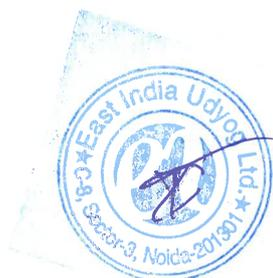 East India Udyog Ltd
C-8, Sector-3, Noida-201301